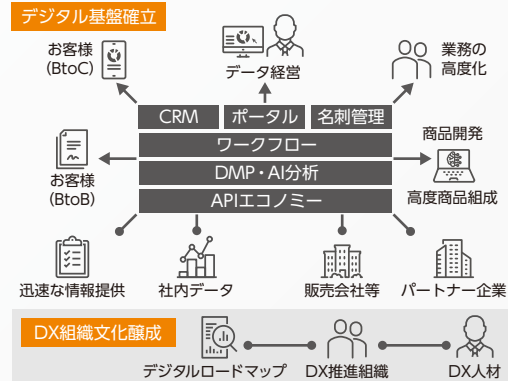 デジタル基盤確立
お客様
(BtoC)
データ経営
業務の
高度化
CRM
ポータル
名刺管理
ワークフロー
DMP・AI分析
APIエコノミー
お客様
(BtoB)
商品開発
高度商品組成
迅速な情報提供
社内データ
販売会社等
パートナー企業
DX組織文化醸成
デジタルロードマップ
DX推進組織
DX人材